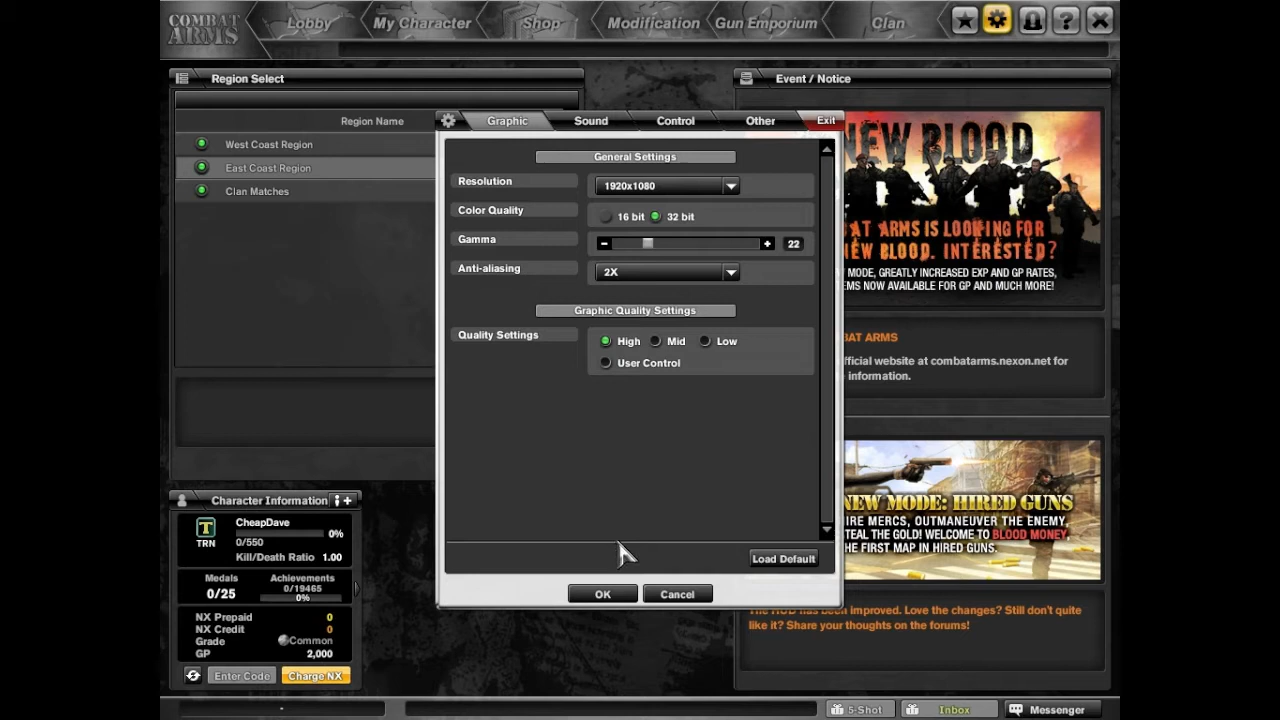 COMBAT ARMS
Lobby
My Character
Shop
Modification
Gun Emporium
Clan
Region Select
Region Name
West Coast Region
East Coast Region
Clan Matches
Graphic
Sound
Control
Other
Exit
General Settings
Resolution
1920x1080
Color Quality
16 bit
32 bit
Gamma
22
Anti-aliasing
2X
Graphic Quality Settings
Quality Settings
High
Mid
Low
User Control
Load Default
OK
Cancel
Event / Notice
NEW BLOOD
AT ARMS IS LOOKING FOR
NEW BLOOD. INTERESTED?
MODE, GREATLY INCREASED EXP AND GP RATES,
EMS NOW AVAILABLE FOR GP AND MUCH MORE!
BAT ARMS
fficial website at combatarms.nexon.net for
information.
NEW MODE: HIRED GUNS
IRE MERCS, OUTMANEUVER THE ENEMY,
TEAL THE GOLD! WELCOME TO BLOOD MONEY,
HE FIRST MAP IN HIRED GUNS.
The HUD has been improved. Love the changes? Still don't quite
like it? Share your thoughts on the forums!
Character Information
T
TRN
CheapDave
0%
0/550
Kill/Death Ratio 1.00
Medals
0/25
Achievements
0/19465
0%
NX Prepaid 0
NX Credit 0
Grade Common
GP 2,000
Enter Code
Charge NX
5-Shot
Inbox
Messenger